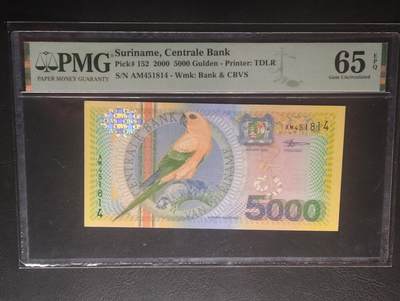 PMG
PAPER MONEY GUARANTY
Suriname, Centrale Bank
Pick# 152 2000 5000 Gulden - Printer: TDLR
S/N AM451814 - Wmk: Bank & CBVS
65 EPQ
Gem Uncirculated
AM451814
AM451814
CENTRALE BANK
5000